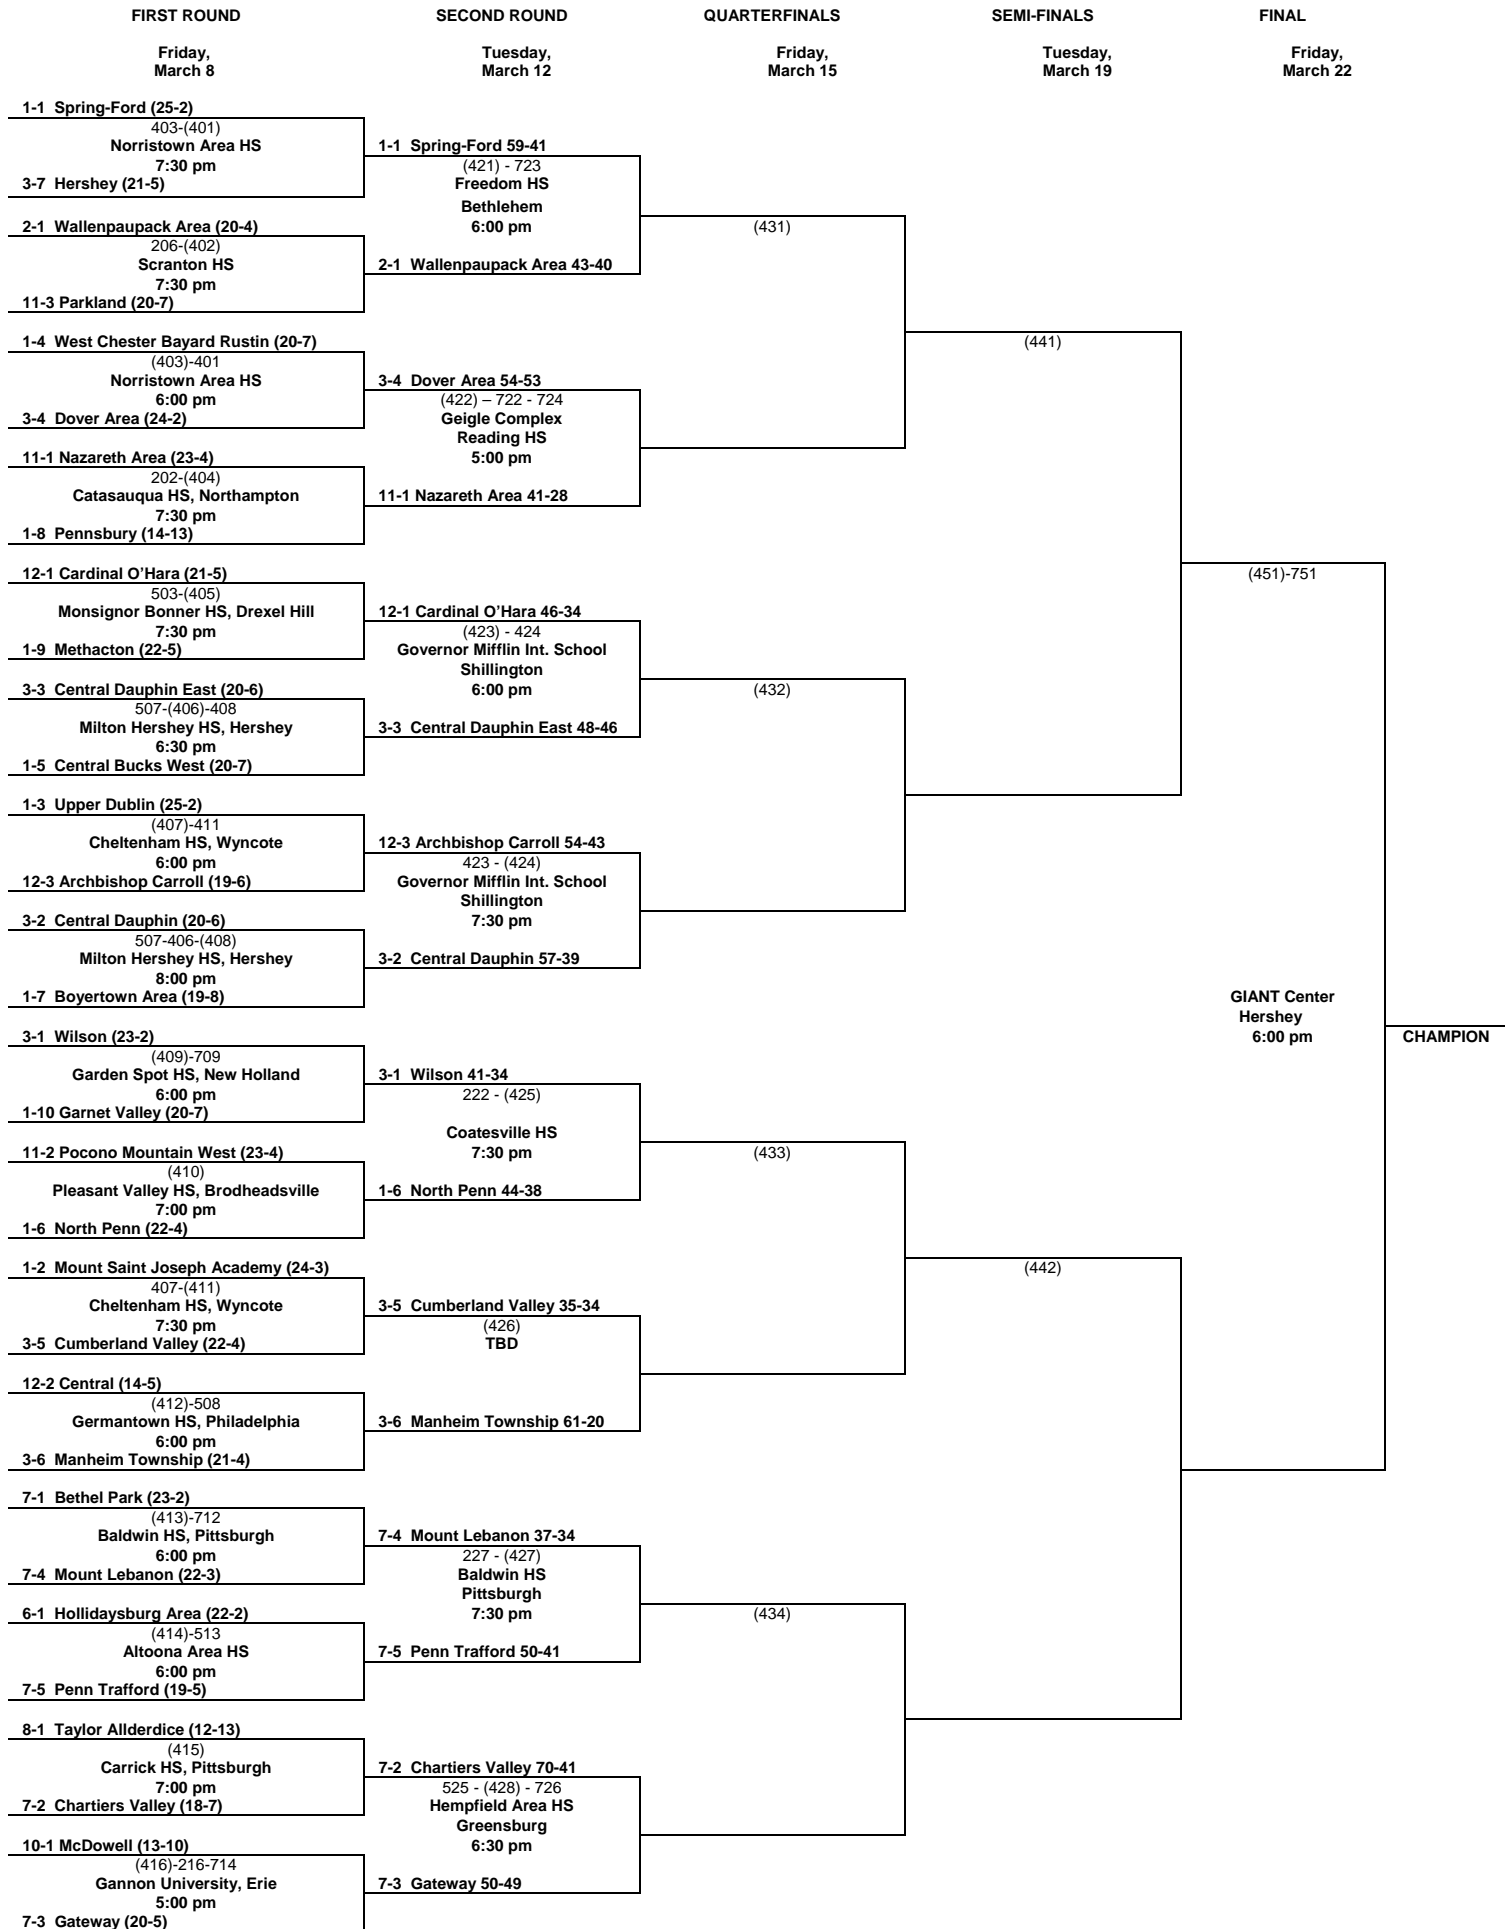 FIRST ROUND
Friday,
March 8
1-1 Spring-Ford (25-2)
403-(401)
Norristown Area HS
7:30 pm
3-7 Hershey (21-5)
2-1 Wallenpaupack Area (20-4)
206-(402)
Scranton HS
7:30 pm
11-3 Parkland (20-7)
1-4 West Chester Bayard Rustin (20-7)
(403)-401
Norristown Area HS
6:00 pm
3-4 Dover Area (24-2)
11-1 Nazareth Area (23-4)
202-(404)
Catasauqua HS, Northampton
7:30 pm
1-8 Pennsbury (14-13)
12-1 Cardinal O’Hara (21-5)
503-(405)
Monsignor Bonner HS, Drexel Hill
7:30 pm
1-9 Methacton (22-5)
3-3 Central Dauphin East (20-6)
507-(406)-408
Milton Hershey HS, Hershey
6:30 pm
1-5 Central Bucks West (20-7)
1-3 Upper Dublin (25-2)
(407)-411
Cheltenham HS, Wyncote
6:00 pm
12-3 Archbishop Carroll (19-6)
3-2 Central Dauphin (20-6)
507-406-(408)
Milton Hershey HS, Hershey
8:00 pm
1-7 Boyertown Area (19-8)
3-1 Wilson (23-2)
(409)-709
Garden Spot HS, New Holland
6:00 pm
1-10 Garnet Valley (20-7)
11-2 Pocono Mountain West (23-4)
(410)
Pleasant Valley HS, Brodheadsville
7:00 pm
1-6 North Penn (22-4)
1-2 Mount Saint Joseph Academy (24-3)
407-(411)
Cheltenham HS, Wyncote
7:30 pm
3-5 Cumberland Valley (22-4)
12-2 Central (14-5)
(412)-508
Germantown HS, Philadelphia
6:00 pm
3-6 Manheim Township (21-4)
7-1 Bethel Park (23-2)
(413)-712
Baldwin HS, Pittsburgh
6:00 pm
7-4 Mount Lebanon (22-3)
6-1 Hollidaysburg Area (22-2)
(414)-513
Altoona Area HS
6:00 pm
7-5 Penn Trafford (19-5)
8-1 Taylor Allderdice (12-13)
(415)
Carrick HS, Pittsburgh
7:00 pm
7-2 Chartiers Valley (18-7)
10-1 McDowell (13-10)
(416)-216-714
Gannon University, Erie
5:00 pm
7-3 Gateway (20-5)
SECOND ROUND
Tuesday,
March 12
1-1 Spring-Ford 59-41
(421) - 723
Freedom HS
Bethlehem
6:00 pm
2-1 Wallenpaupack Area 43-40
3-4 Dover Area 54-53
(422) – 722 - 724
Geigle Complex
Reading HS
5:00 pm
11-1 Nazareth Area 41-28
12-1 Cardinal O’Hara 46-34
(423) - 424
Governor Mifflin Int. School
Shillington
6:00 pm
3-3 Central Dauphin East 48-46
12-3 Archbishop Carroll 54-43
423 - (424)
Governor Mifflin Int. School
Shillington
7:30 pm
3-2 Central Dauphin 57-39
3-1 Wilson 41-34
222 - (425)
Coatesville HS
7:30 pm
1-6 North Penn 44-38
3-5 Cumberland Valley 35-34
(426)
TBD
3-6 Manheim Township 61-20
7-4 Mount Lebanon 37-34
227 - (427)
Baldwin HS
Pittsburgh
7:30 pm
7-5 Penn Trafford 50-41
7-2 Chartiers Valley 70-41
525 - (428) - 726
Hempfield Area HS
Greensburg
6:30 pm
7-3 Gateway 50-49
QUARTERFINALS
Friday,
March 15
(431)
(432)
(433)
(434)
SEMI-FINALS
Tuesday,
March 19
(441)
(442)
FINAL
Friday,
March 22
(451)-751
GIANT Center
Hershey
6:00 pm
CHAMPION